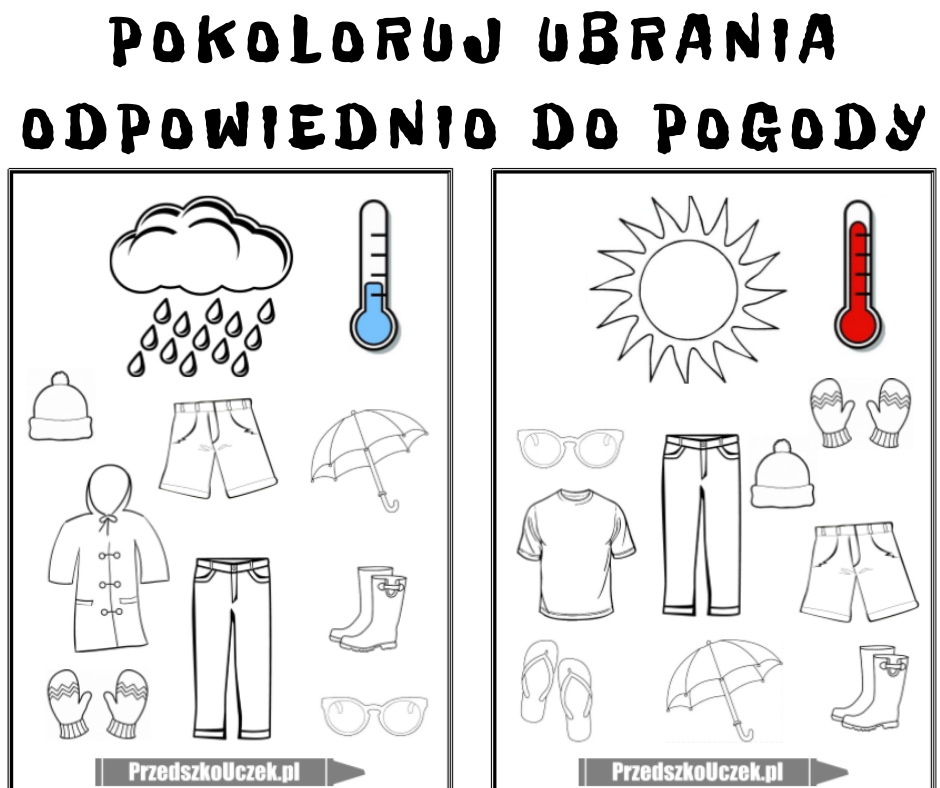 POKOLORUJ UBRANIA
ODPOWIEDNIO DO POGODY
PrzedszkoUczek.pl
PrzedszkoUczek.pl